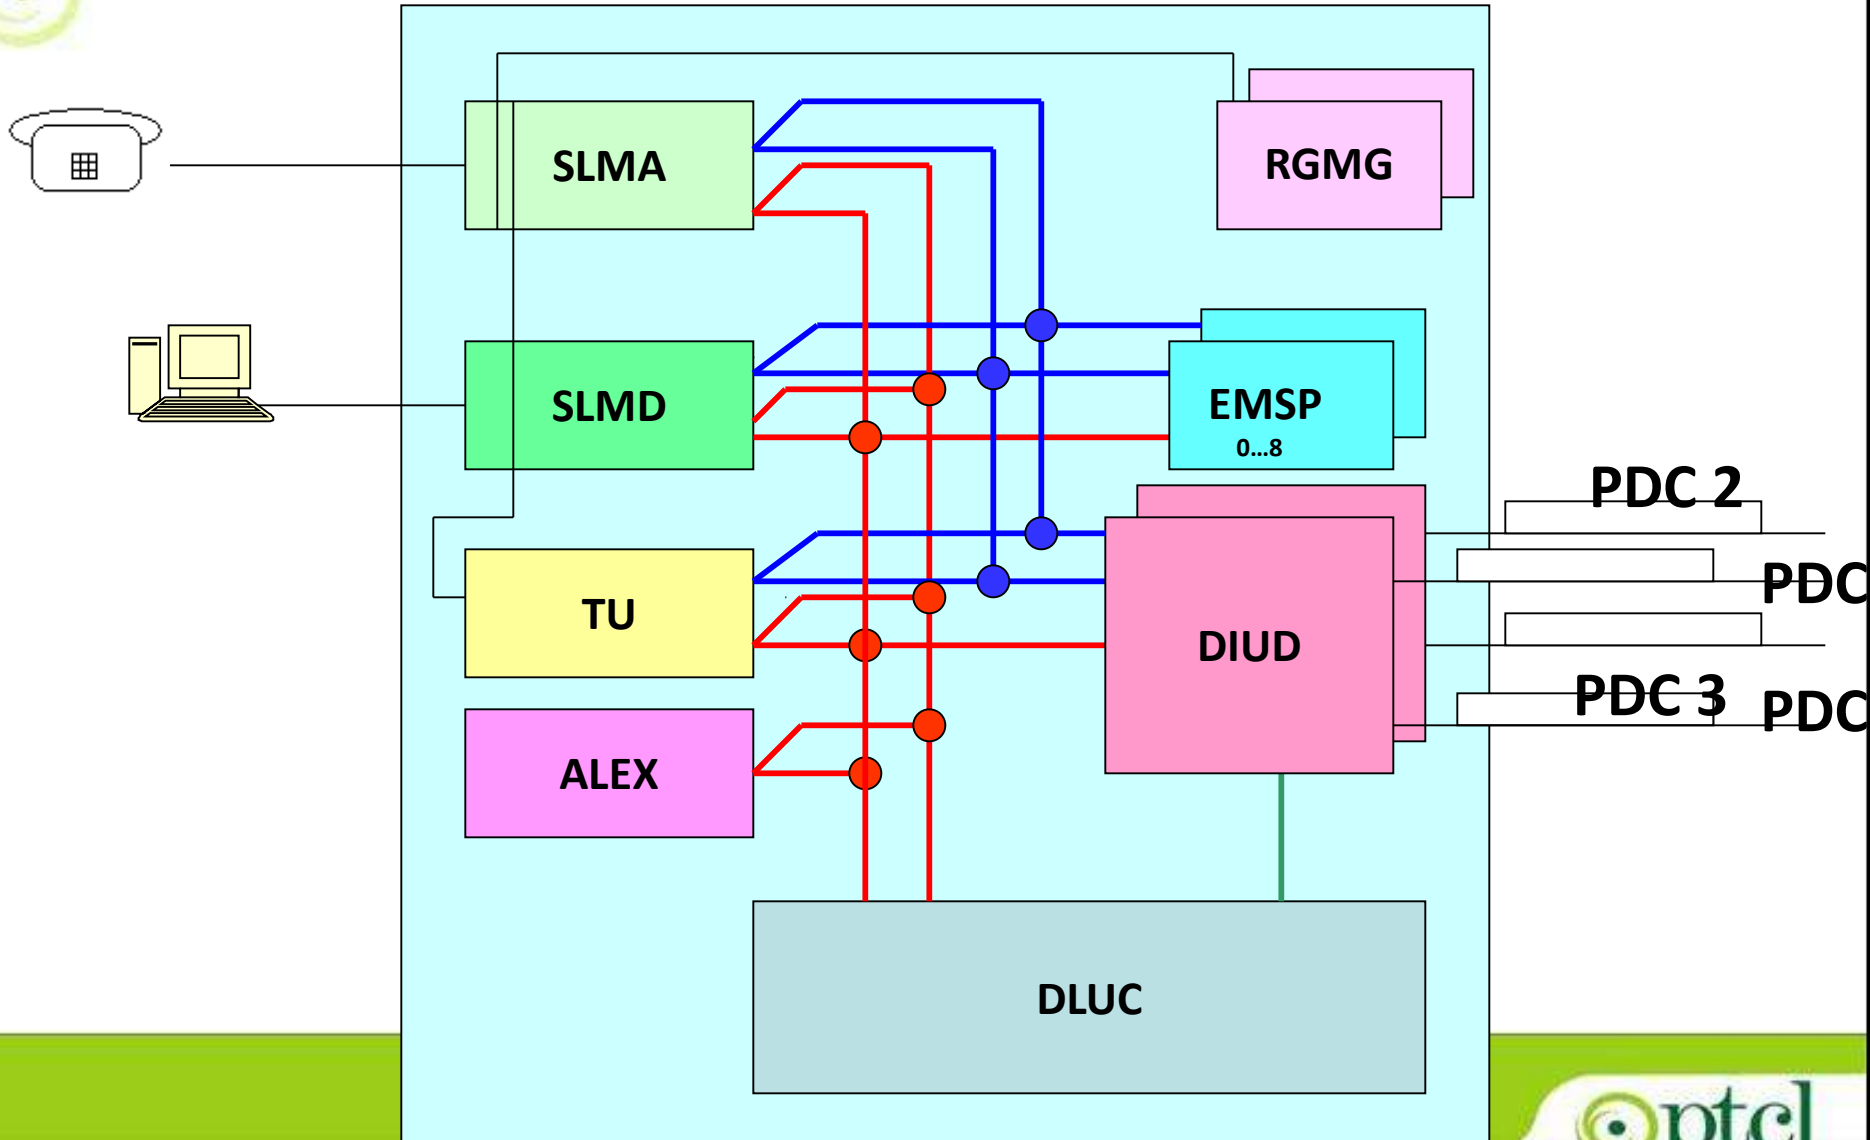 SLMA
RGMG
SLMD
EMSP
0...8
PDC 2
PDC
TU
DIUD
PDC 3
PDC
ALEX
DLUC
ptcl